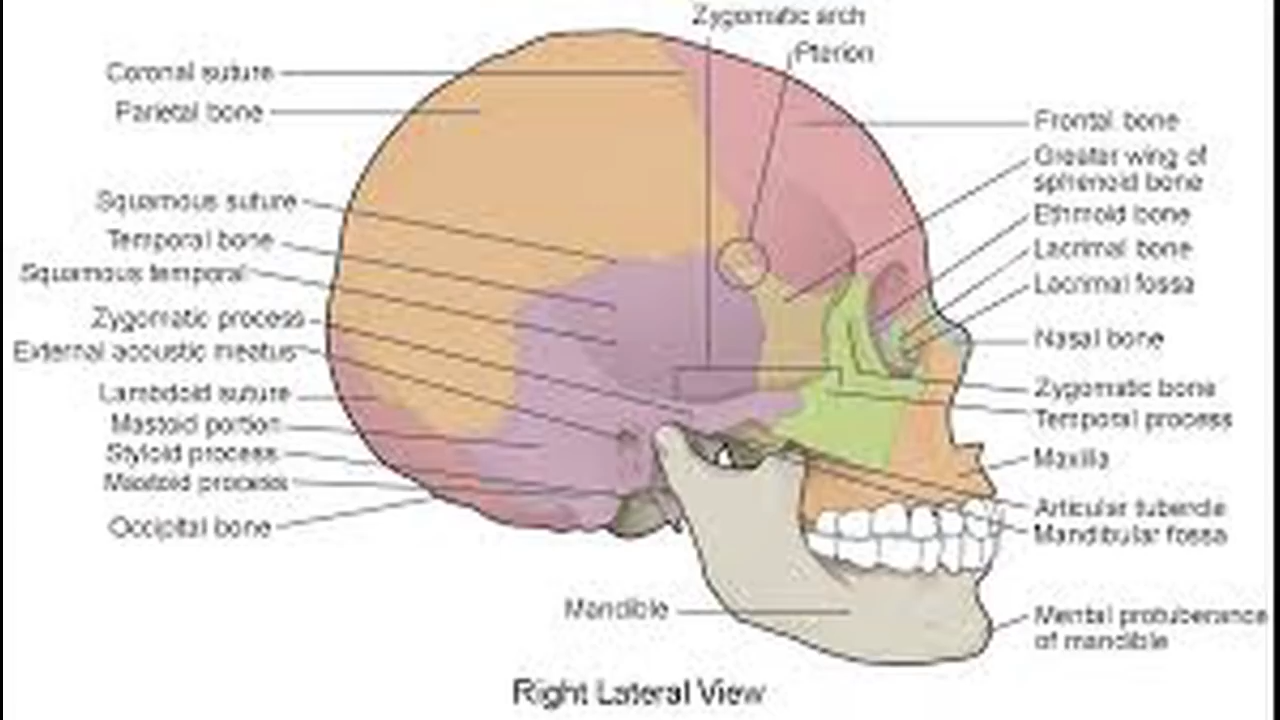 Zygomatic arch
Pterion
Coronal suture
Parietal bone
Squamous suture
Temporal bone
Squamous temporal
Zygomatic process
External acoustic meatus
Lambdoid suture
Mastoid portion
Styloid process
Mastoid process
Occipital bone
Mandible
Frontal bone
Greater wing of
sphenoid bone
Ethmoid bone
Lacrimal bone
Lacrimal fossa
Nasal bone
Zygomatic bone
Temporal process
Maxilla
Articular tubercle
Mandibular fossa
Mental protuberance
of mandible
Right Lateral View